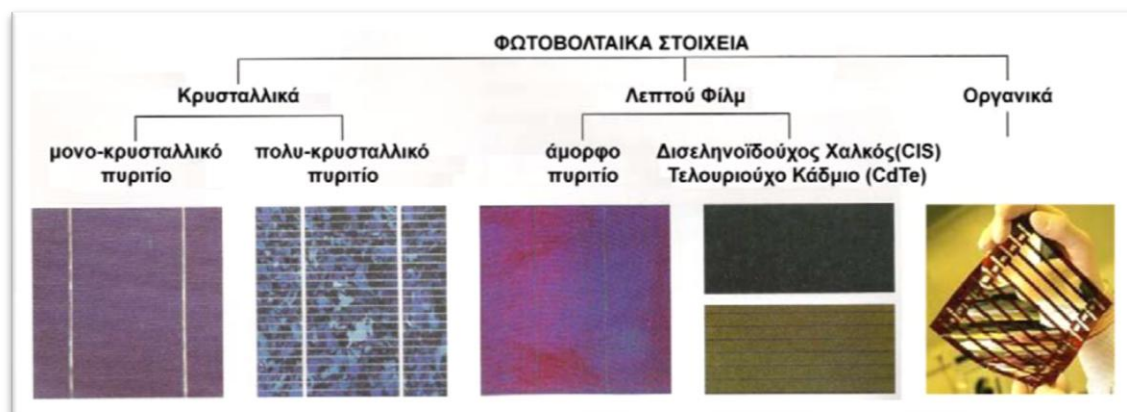 ΦΩΤΟΒΟΛΤΑΙΚΑ ΣΤΟΙΧΕΙΑ
Κρυσταλλικά
Λεπτού Φίλμ
Οργανικά
μονο-κρυσταλλικό
πυριτίο
πολυ-κρυσταλλικό
πυριτίο
άμορφο
πυριτίο
Δισεληνοϊδούχος Χαλκός(CIS)
Τελουριούχο Κάδμιο (CdTe)